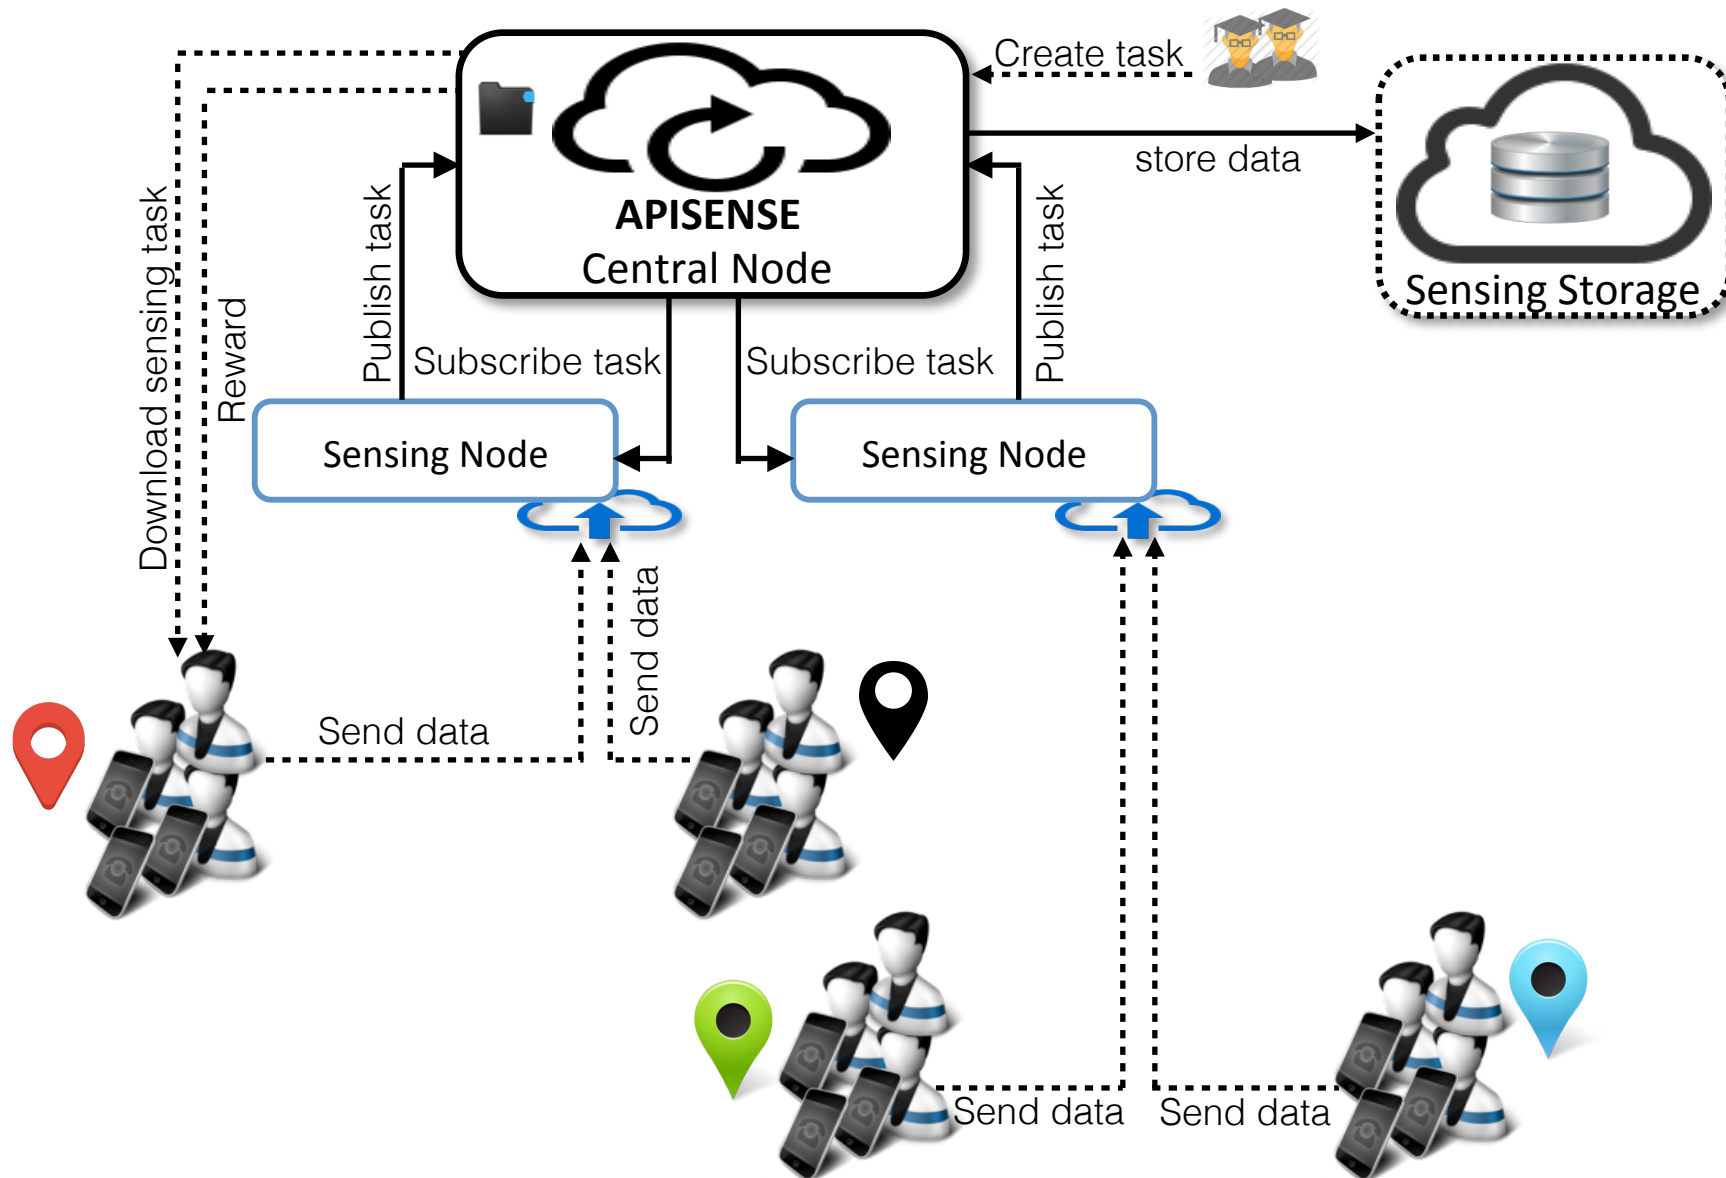 Create task
store data
APISENSE
Central Node
Sensing Storage
Download sensing task
Reward
Publish task
Subscribe task
Subscribe task
Publish task
Sensing Node
Sensing Node
Send data
Send data
Send data
Send data